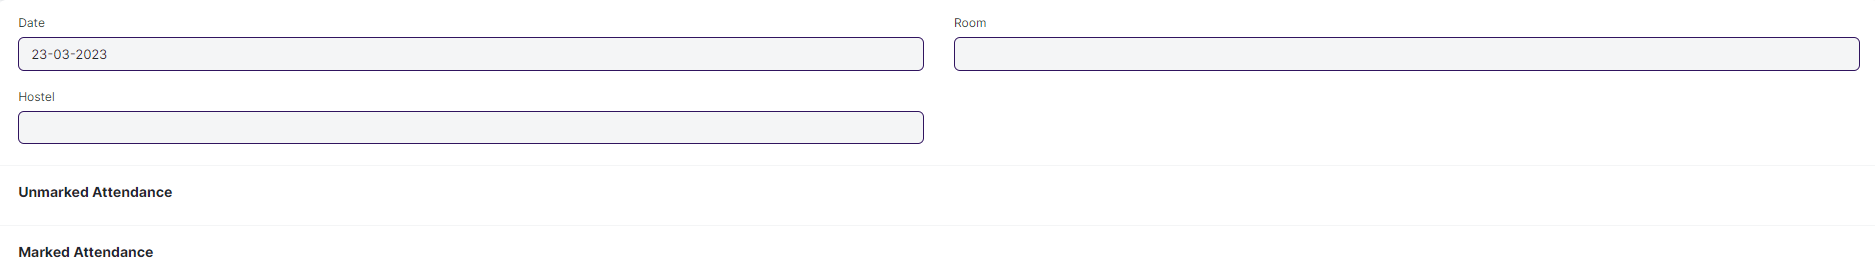 Date
23-03-2023
Room
Hostel
Unmarked Attendance
Marked Attendance